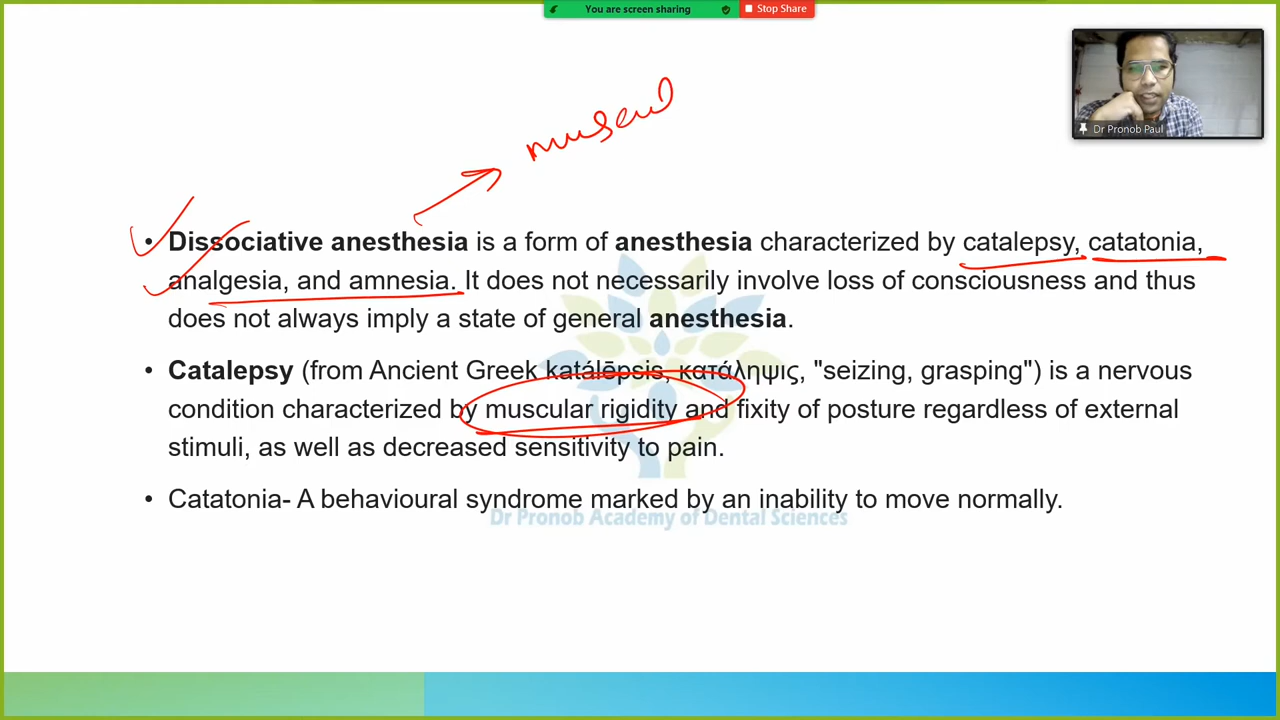 You are screen sharing
Stop Share
Dr Pronob Paul
muscul
• Dissociative anesthesia is a form of anesthesia characterized by catalepsy, catatonia,
analgesia, and amnesia. It does not necessarily involve loss of consciousness and thus
does not always imply a state of general anesthesia.
• Catalepsy (from Ancient Greek katálēpsis, κατάληψις, "seizing, grasping") is a nervous
condition characterized by muscular rigidity and fixity of posture regardless of external
stimuli, as well as decreased sensitivity to pain.
• Catatonia- A behavioural syndrome marked by an inability to move normally.
Dr Pronob Academy of Dental Sciences